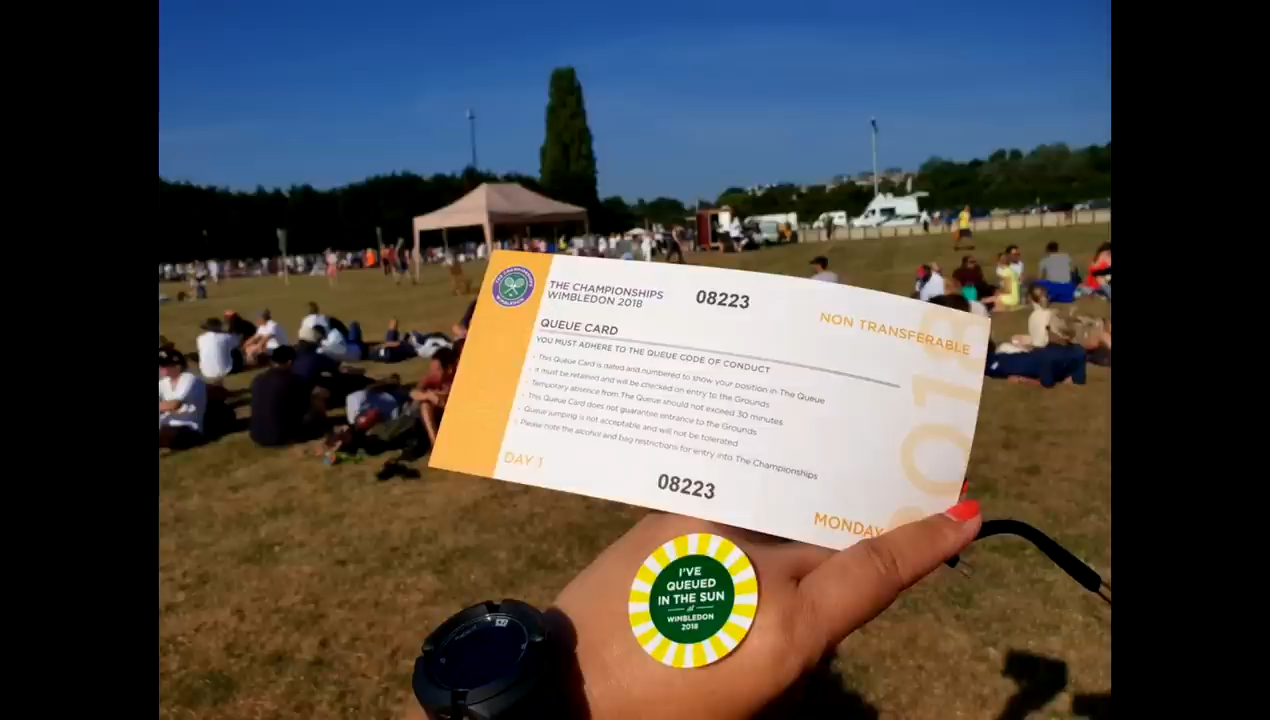 THE CHAMPIONSHIPS
WIMBLEDON 2018
08223
NON TRANSFERABLE
QUEUE CARD
YOU MUST ADHERE TO THE QUEUE CODE OF CONDUCT
- This Queue Card is dated and numbered to show your position in The Queue
- It must be retained and will be checked on entry to the Grounds
- Temporary absence from The Queue should not exceed 30 minutes
- This Queue Card does not guarantee entrance to the Grounds
- Queue jumping is not acceptable and will not be tolerated
- Please note the alcohol and bag restrictions for entry into The Championships
DAY 1
08223
MONDAY
2018
I'VE
QUEUED
IN THE SUN
at
WIMBLEDON
2018